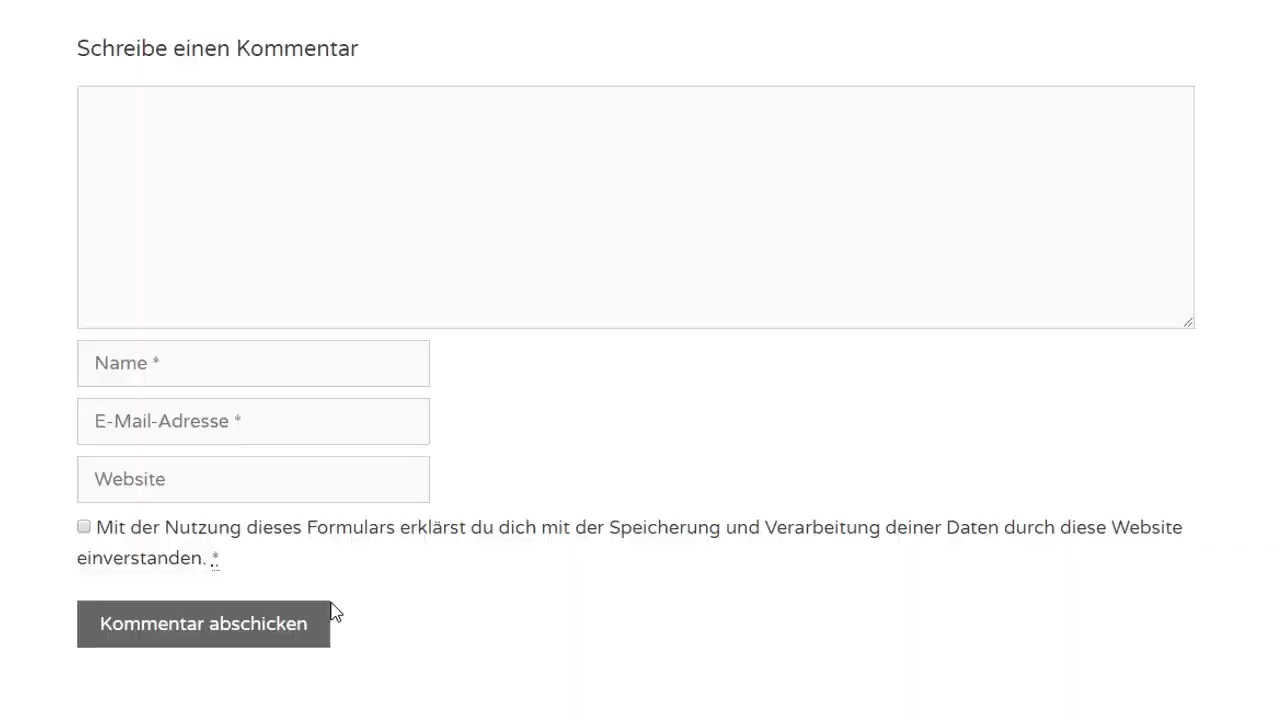 Schreibe einen Kommentar
Name *
E-Mail-Adresse *
Website
Mit der Nutzung dieses Formulars erklärst du dich mit der Speicherung und Verarbeitung deiner Daten durch diese Website
einverstanden. *
Kommentar abschicken